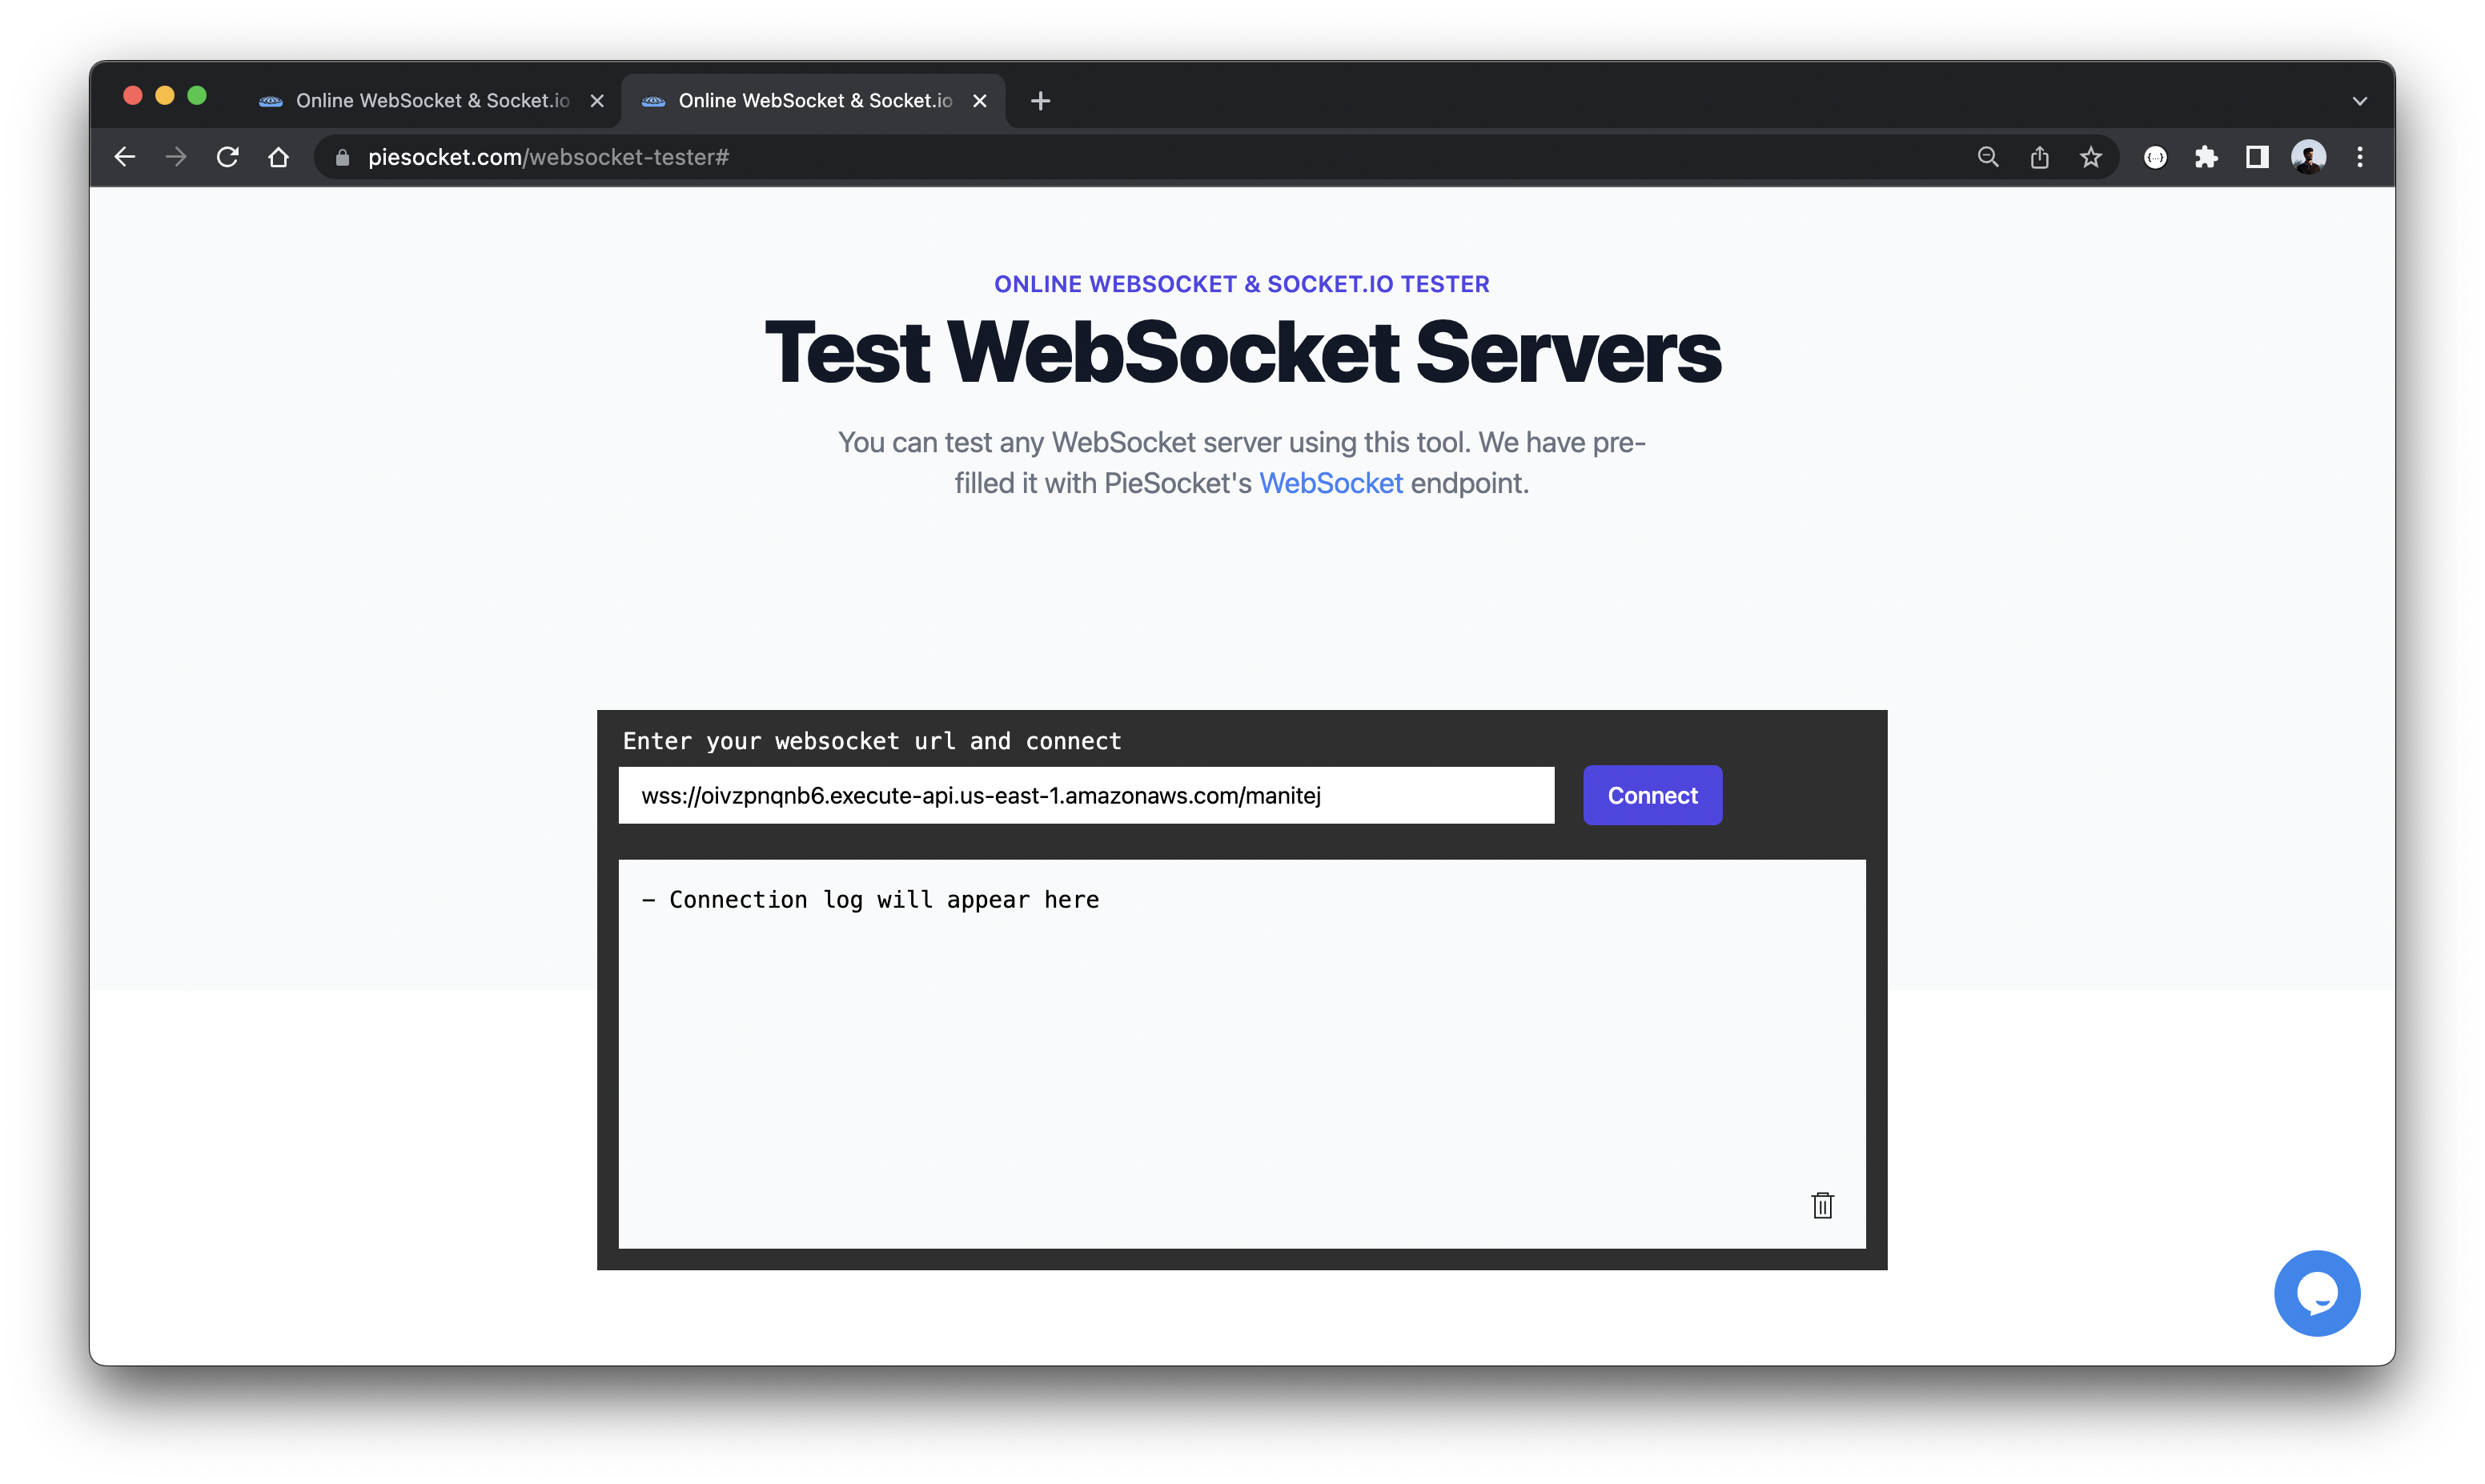 Online WebSocket & Socket.io
Online WebSocket & Socket.io
piesocket.com/websocket-tester#
ONLINE WEBSOCKET & SOCKET.IO TESTER
Test WebSocket Servers
You can test any WebSocket server using this tool. We have pre-
filled it with PieSocket's WebSocket endpoint.
Enter your websocket url and connect
wss://oivzpnqnb6.execute-api.us-east-1.amazonaws.com/manitej
Connect
– Connection log will appear here